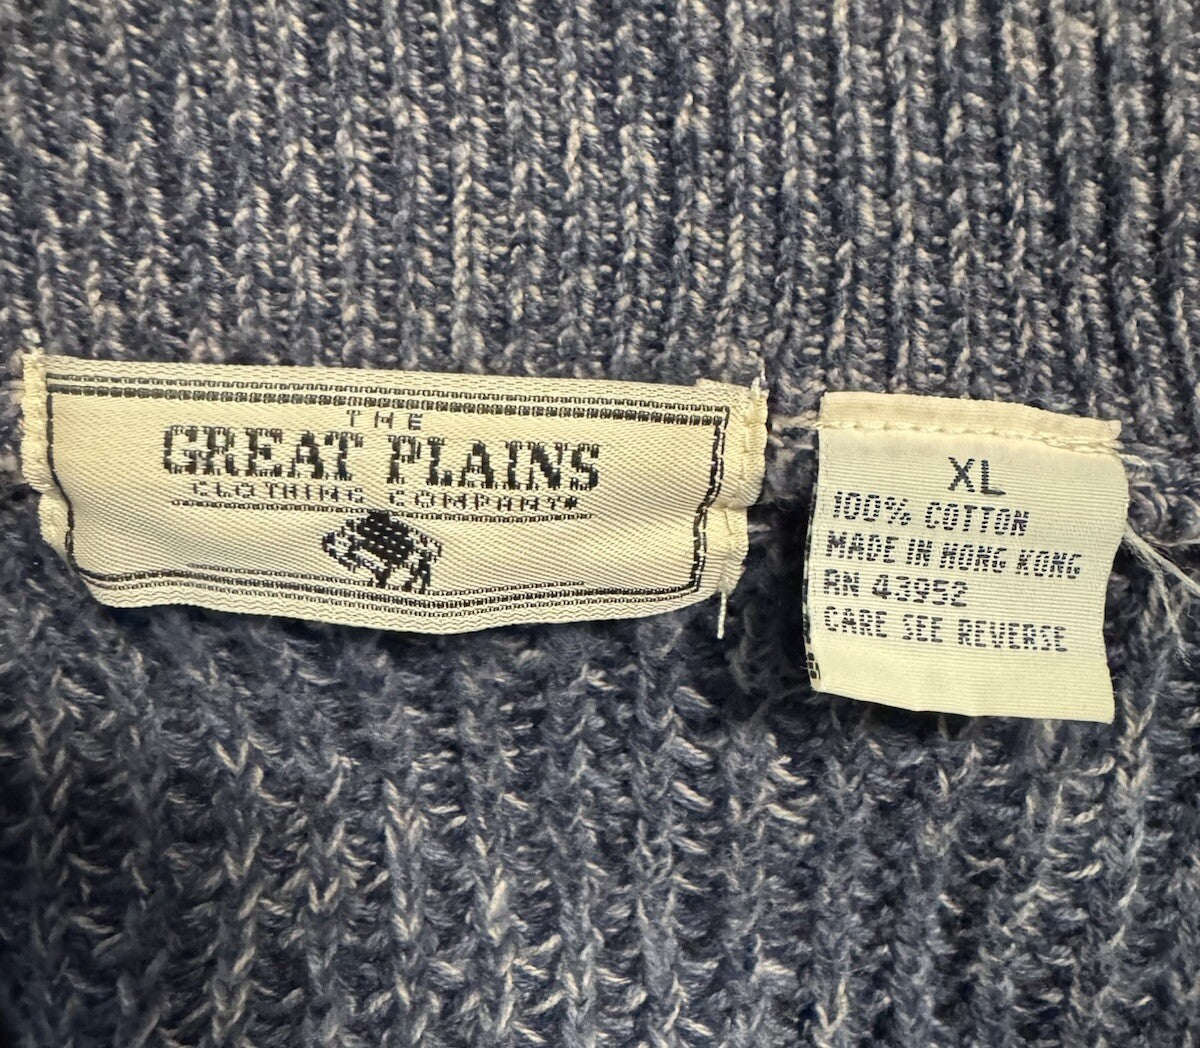 THE
GREAT PLAINS
CLOTHING COMPANY*
XL
100% COTTON
MADE IN HONG KONG
RN 43952
CARE SEE REVERSE